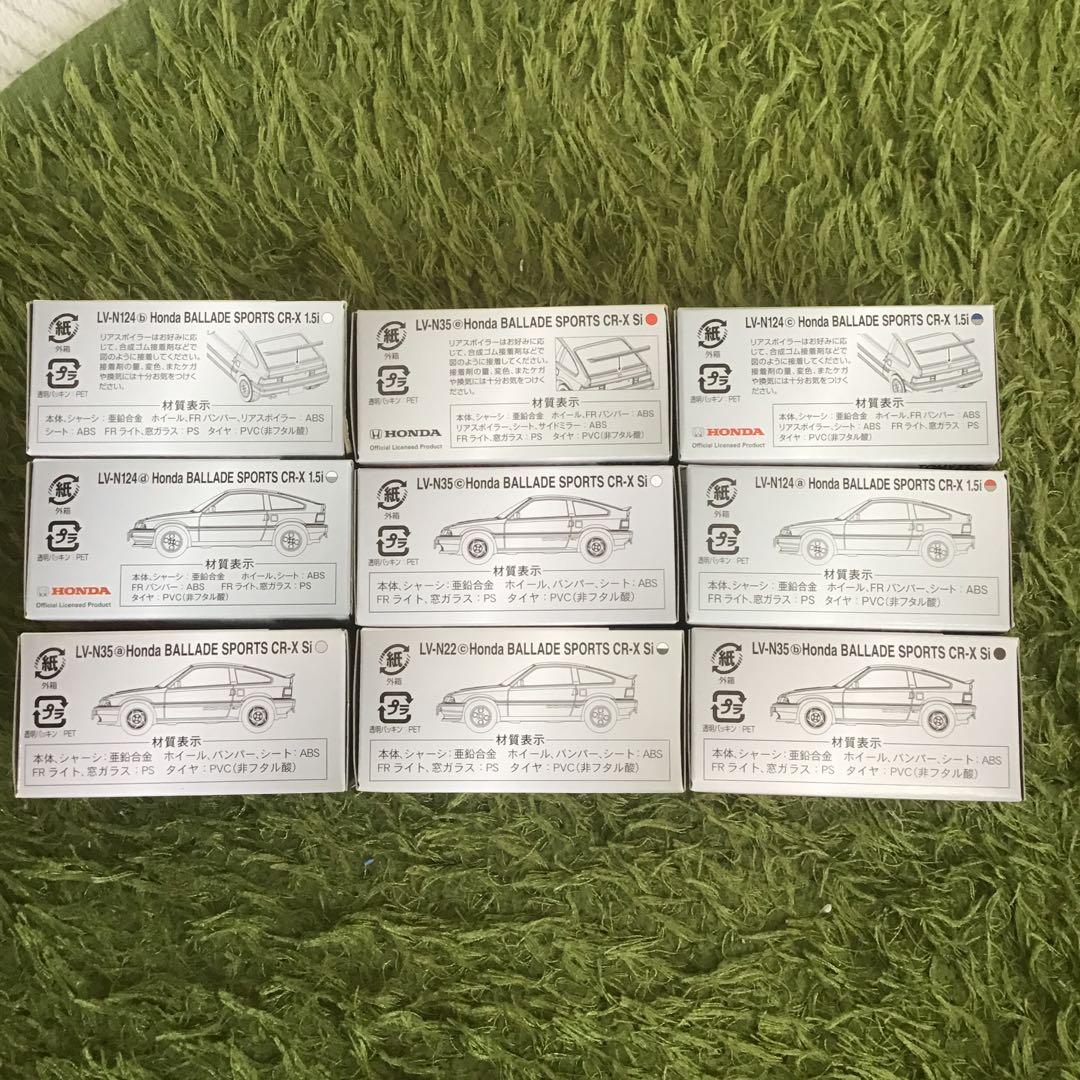 LV-N124ⓑ Honda BALLADE SPORTS CR-X 1.5i
紙
外箱
プラ
透明パッキン：PET
リアスポイラーはお好みに応
じて、合成ゴム接着剤などで
図のように接着してください。
接着剤の量、変色、またケガ
や換気には十分お気をつけく
ださい。
材質表示
本体、シャーシ：亜鉛合金　ホイール、FRバンパー、リアスポイラー：ABS
シート：ABS　FRライト、窓ガラス：PS　タイヤ：PVC(非フタル酸)
LV-N35ⓔHonda BALLADE SPORTS CR-X Si
紙
外箱
プラ
透明パッキン：PET
リアスポイラーはお好みに応
じて、合成ゴム接着剤などで
図のように接着してください。
接着剤の量、変色、またケガ
や換気には十分お気をつけく
ださい。
材質表示
本体、シャーシ：亜鉛合金　ホイール、FRバンパー：ABS
リアスポイラー、シート、サイドミラー：ABS
FRライト、窓ガラス：PS　タイヤ：PVC(非フタル酸)
HONDA
Official Licensed Product
LV-N124ⓒ Honda BALLADE SPORTS CR-X 1.5i
紙
外箱
プラ
透明パッキン：PET
リアスポイラーはお好みに応
じて、合成ゴム接着剤などで
図のように接着してください。
接着剤の量、変色、またケガ
や換気には十分お気をつけく
ださい。
材質表示
本体、シャーシ：亜鉛合金　ホイール、FRバンパー：ABS
リアスポイラー、シート：ABS　FRライト、窓ガラス：PS
タイヤ：PVC(非フタル酸)
HONDA
Official Licensed Product
LV-N124ⓓ Honda BALLADE SPORTS CR-X 1.5i
紙
外箱
プラ
透明パッキン：PET
材質表示
本体、シャーシ：亜鉛合金　ホイール、シート：ABS
FRバンパー：ABS　FRライト、窓ガラス：PS
タイヤ：PVC(非フタル酸)
HONDA
Official Licensed Product
LV-N35ⓒHonda BALLADE SPORTS CR-X Si
紙
外箱
プラ
透明パッキン：PET
材質表示
本体、シャーシ：亜鉛合金　ホイール、バンパー、シート：ABS
FRライト、窓ガラス：PS　タイヤ：PVC(非フタル酸)
LV-N124ⓐ Honda BALLADE SPORTS CR-X 1.5i
紙
外箱
プラ
透明パッキン：PET
材質表示
本体、シャーシ：亜鉛合金　ホイール、FRバンパー、シート：ABS
FRライト、窓ガラス：PS　タイヤ：PVC(非フタル酸)
LV-N35ⓐHonda BALLADE SPORTS CR-X Si
紙
外箱
プラ
透明パッキン：PET
材質表示
本体、シャーシ：亜鉛合金　ホイール、バンパー、シート：ABS
FRライト、窓ガラス：PS　タイヤ：PVC(非フタル酸)
LV-N22ⓒHonda BALLADE SPORTS CR-X Si
紙
外箱
プラ
透明パッキン：PET
材質表示
本体、シャーシ：亜鉛合金　ホイール、バンパー、シート：ABS
FRライト、窓ガラス：PS　タイヤ：PVC(非フタル酸)
LV-N35ⓑHonda BALLADE SPORTS CR-X Si
紙
外箱
プラ
透明パッキン：PET
材質表示
本体、シャーシ：亜鉛合金　ホイール、バンパー、シート：ABS
FRライト、窓ガラス：PS　タイヤ：PVC(非フタル酸)